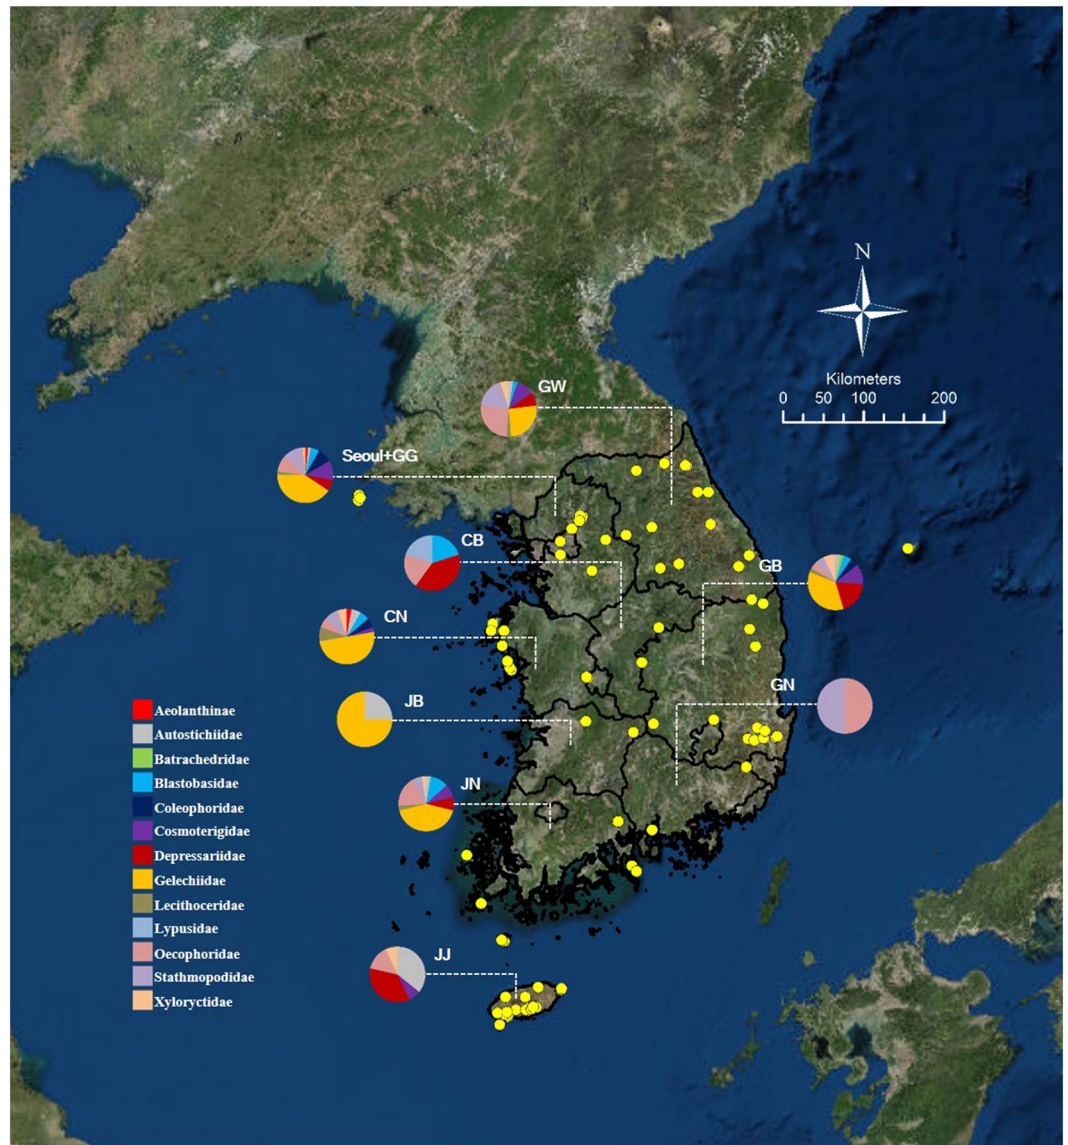 N
Kilometers
0 50 100 200
GW
Seoul+GG
CB
GB
CN
GN
JB
JN
JJ
Aeolanthinae
Autostichiidae
Batrachedridae
Blastobasidae
Coleophoridae
Cosmoterigidae
Depressariidae
Gelechiidae
Lecithoceridae
Lypusidae
Oecophoridae
Stathmopodidae
Xyloryctidae